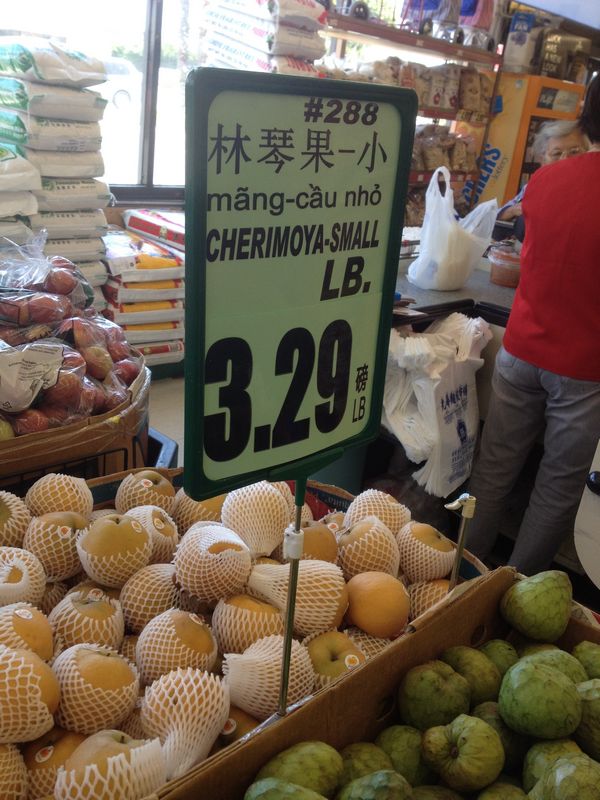 #288
林琴果-小
mãng-cầu nhỏ
CHERIMOYA-SMALL
LB.
3.29 磅
LB